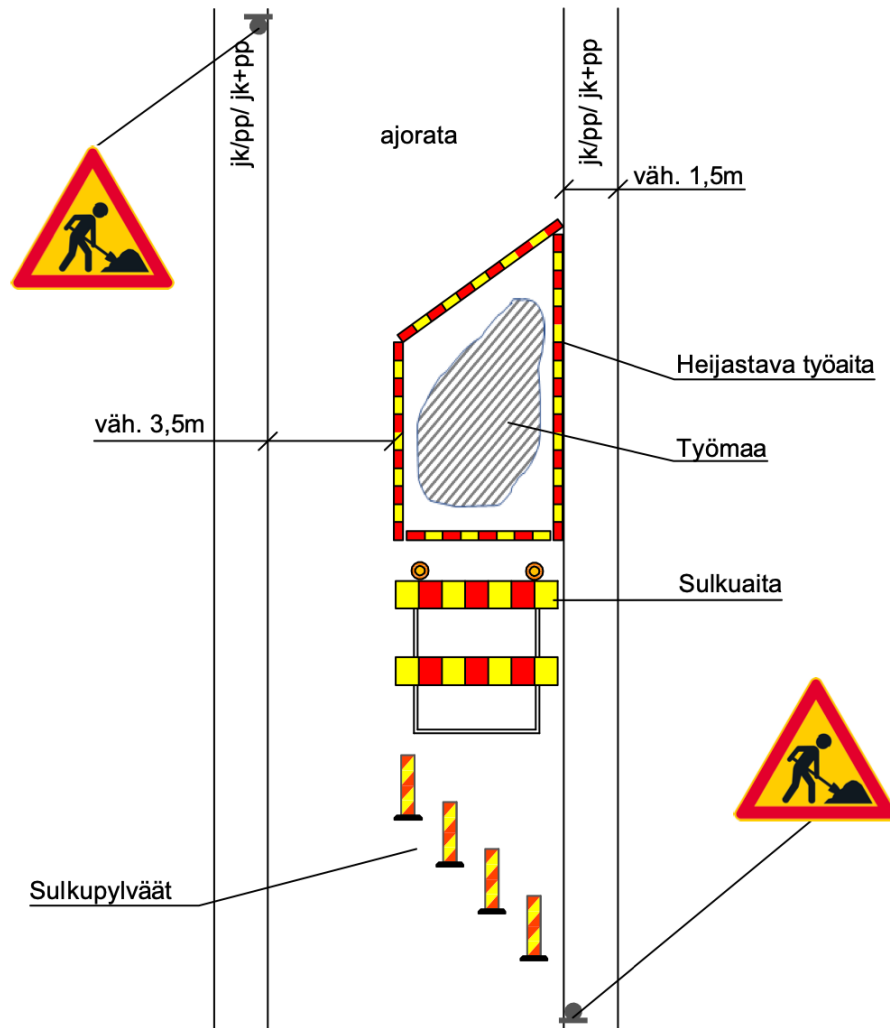 jk/pp/ jk+pp
jk/pp/ jk+pp
ajorata
väh. 1,5m
Heijastava työaita
väh. 3,5m
Työmaa
Sulkuaita
Sulkupylväät